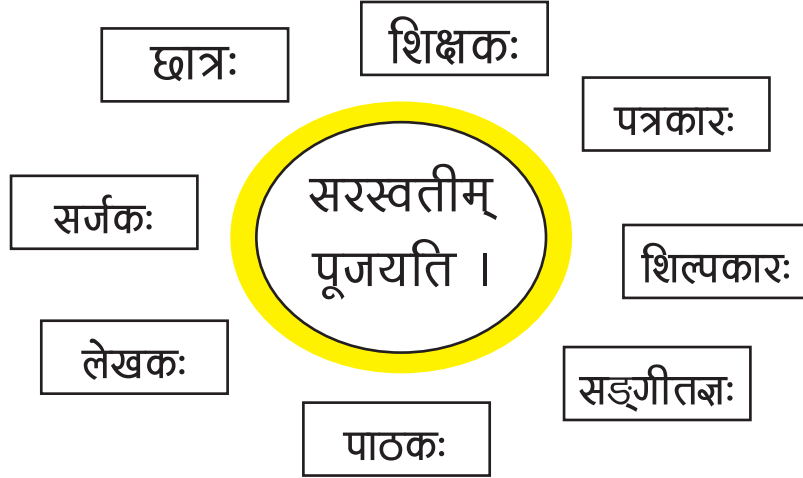 छात्रः
शिक्षकः
पत्रकारः
सर्जकः
सरस्वतीम्
पूजयति ।
शिल्पकारः
लेखकः
सङ्गीतज्ञः
पाठकः